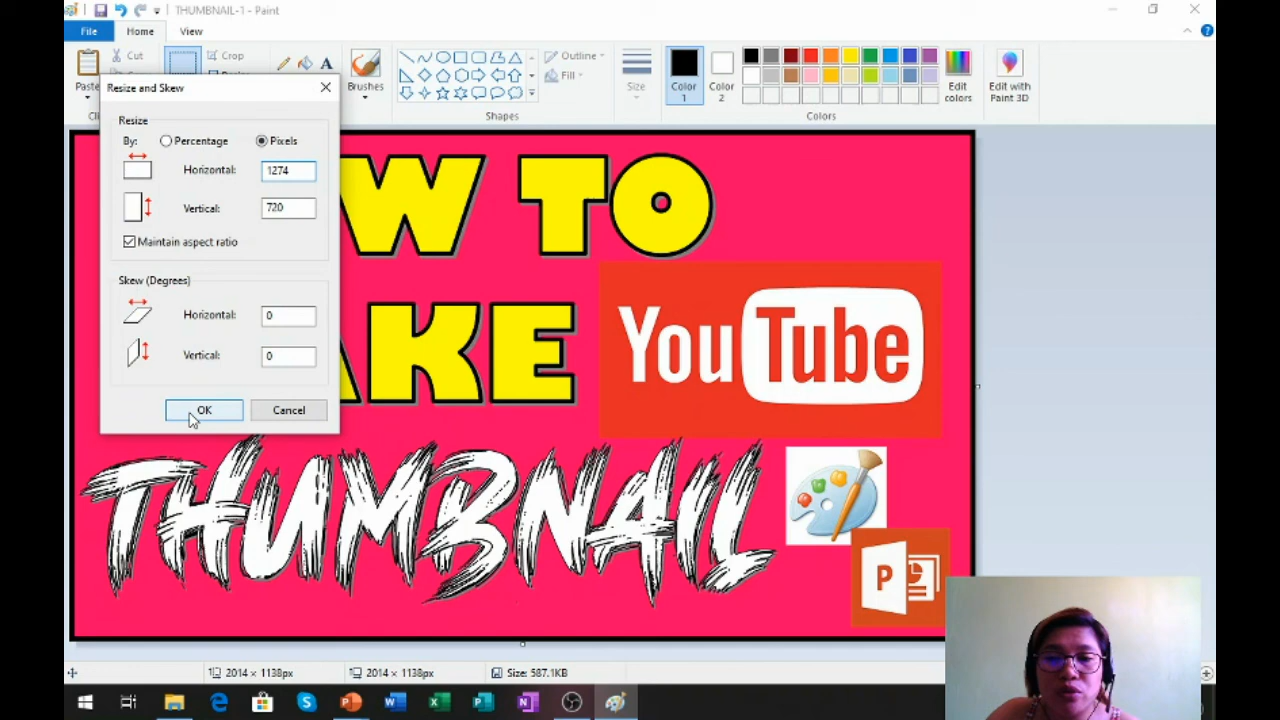 THUMBNAIL-1 - Paint
File
Home
View
Paste
Cut
Crop
Brushes
Outline
Fill
Shapes
Size
Color 1
Color 2
Edit colors
Edit with Paint 3D
Colors
Resize and Skew
Resize
By:
Percentage
Pixels
Horizontal:
1274
Vertical:
720
Maintain aspect ratio
Skew (Degrees)
Horizontal:
0
Vertical:
0
OK
Cancel
W TO
AKE
YouTube
THUMBNAIL
P
2014 × 1138px
2014 × 1138px
Size: 587.1KB